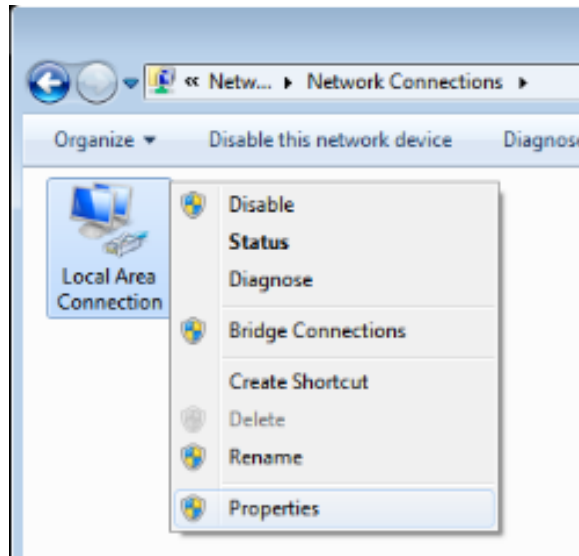 « Netw... ▸ Network Connections ▸
Organize ▾ Disable this network device Diagnose
Local Area
Connection
Disable
Status
Diagnose
Bridge Connections
Create Shortcut
Delete
Rename
Properties